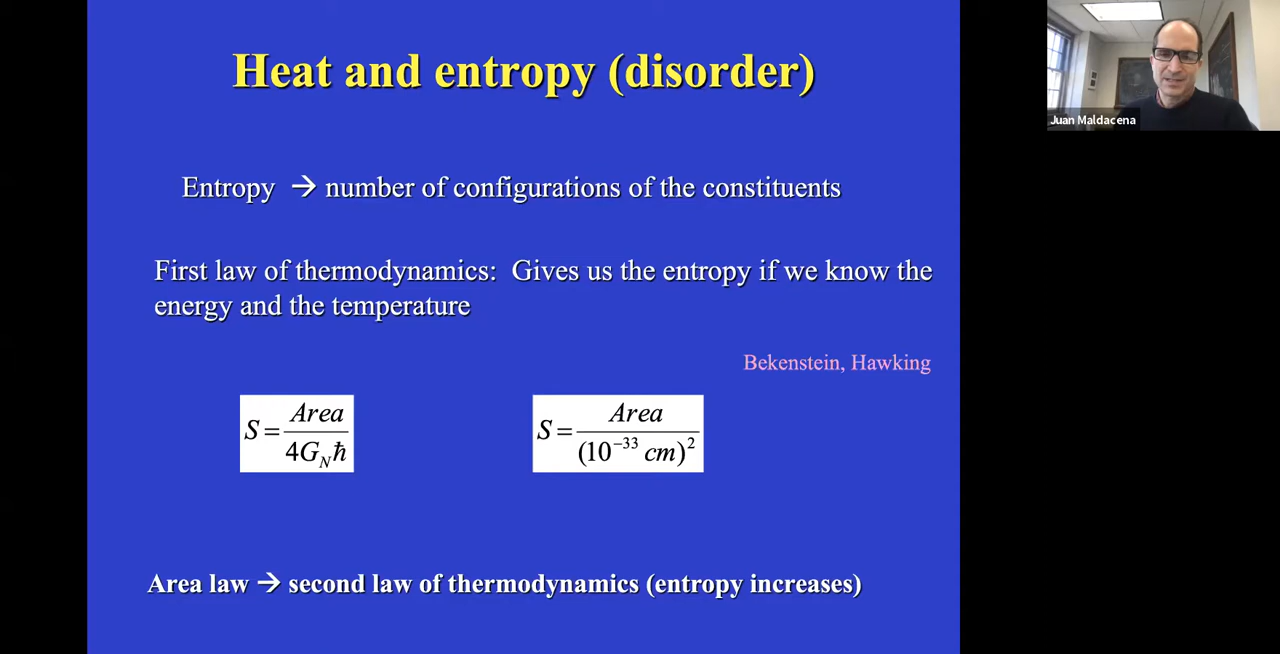 Heat and entropy (disorder)
Juan Maldacena
Entropy → number of configurations of the constituents
First law of thermodynamics: Gives us the entropy if we know the
energy and the temperature
Bekenstein, Hawking
S = Area / 4G_N ħ
S = Area / (10^−33 cm)^2
Area law → second law of thermodynamics (entropy increases)